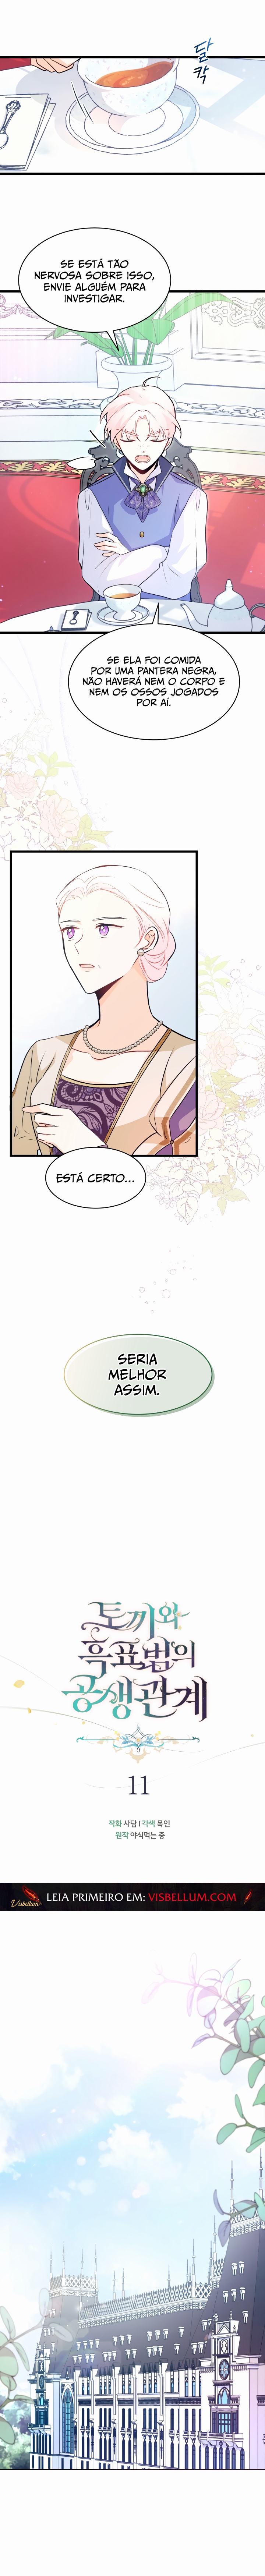 달
칵
SE ESTÁ TÃO
NERVOSA SOBRE ISSO,
ENVIE ALGUÉM PARA
INVESTIGAR.
SE ELA FOI COMIDA
POR UMA PANTERA NEGRA,
NÃO HAVERÁ NEM O CORPO E
NEM OS OSSOS JOGADOS
POR AÍ.
ESTÁ CERTO...
SERIA
MELHOR
ASSIM.
토끼와
흑표범의
공생관계
11
작화 사담 | 각색 목인
원작 야식먹는 중
Visbellum
LEIA PRIMEIRO EM: VISBELLUM.COM